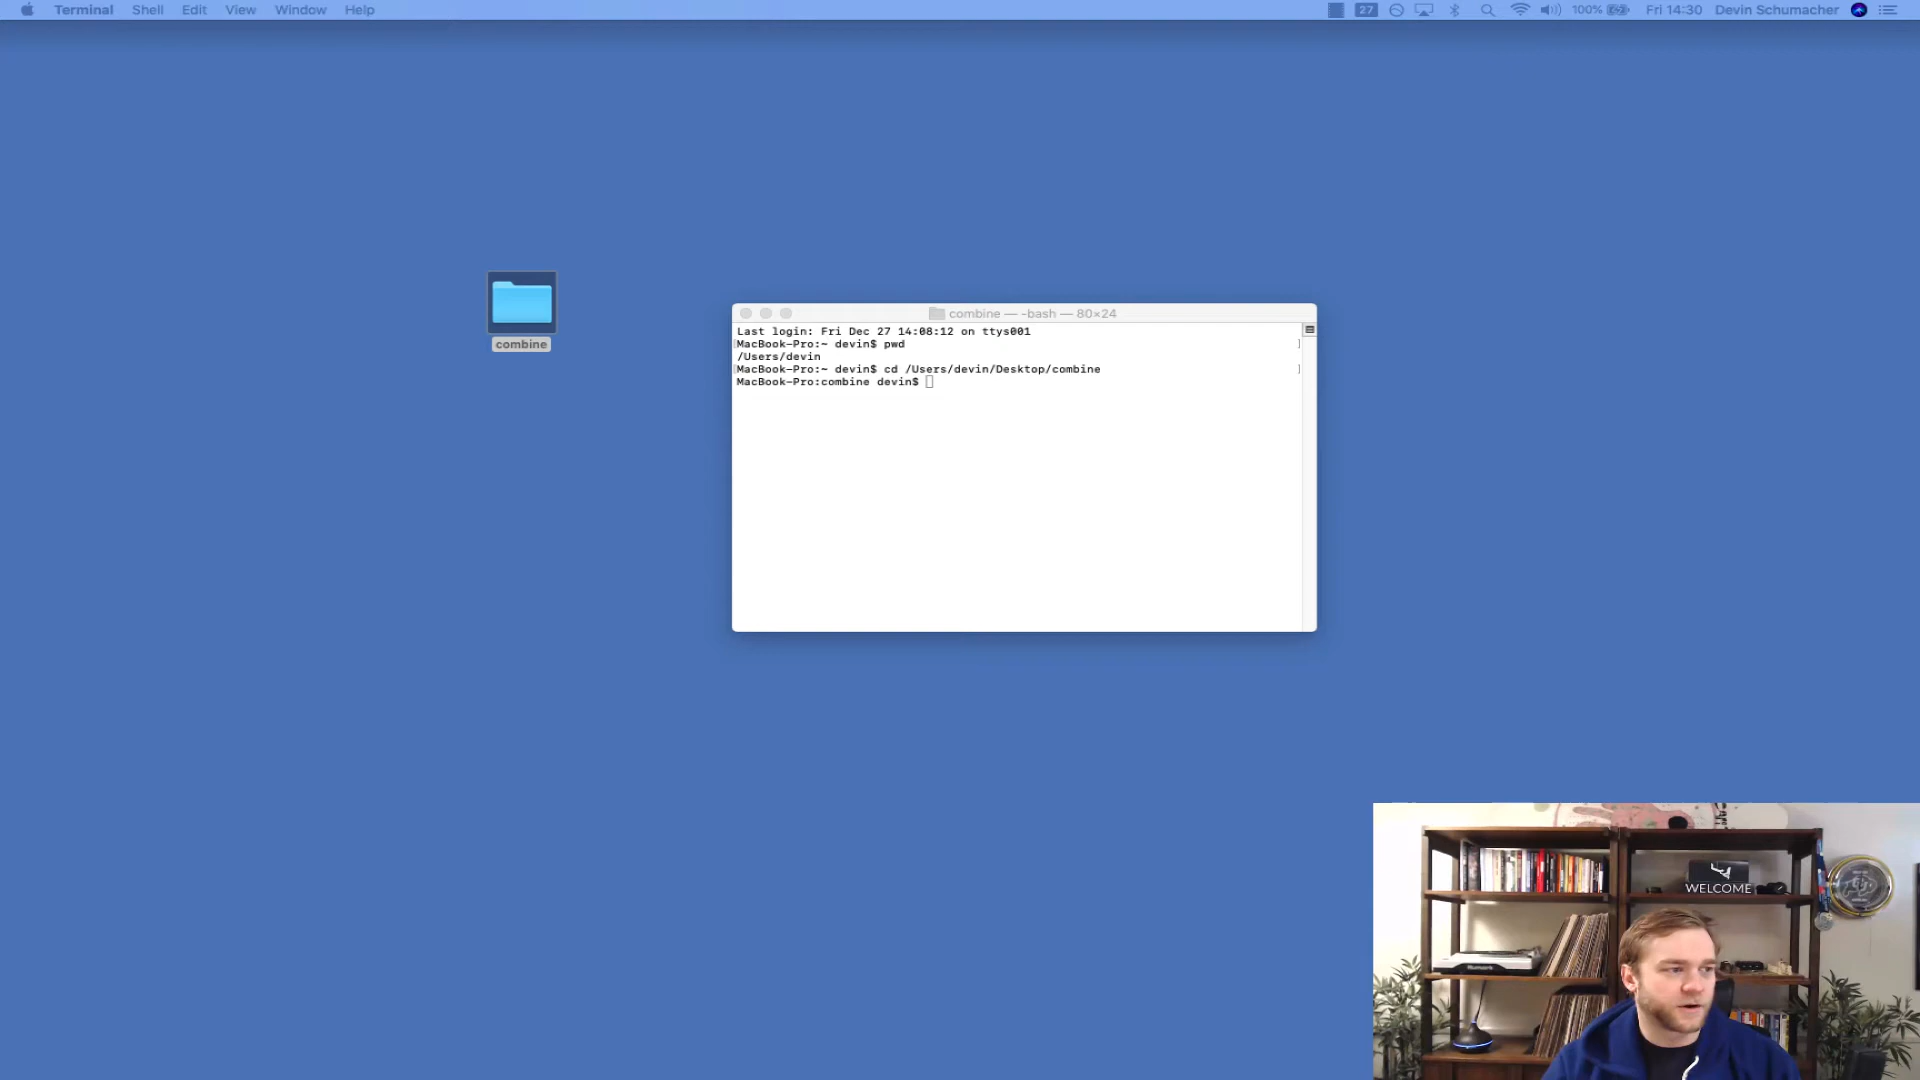 Terminal Shell Edit View Window Help
27 100% Fri 14:30 Devin Schumacher
combine
combine — -bash — 80×24
Last login: Fri Dec 27 14:08:12 on ttys001
[MacBook-Pro:~ devin$ pwd ]
/Users/devin
[MacBook-Pro:~ devin$ cd /Users/devin/Desktop/combine ]
MacBook-Pro:combine devin$
WELCOME
Numark